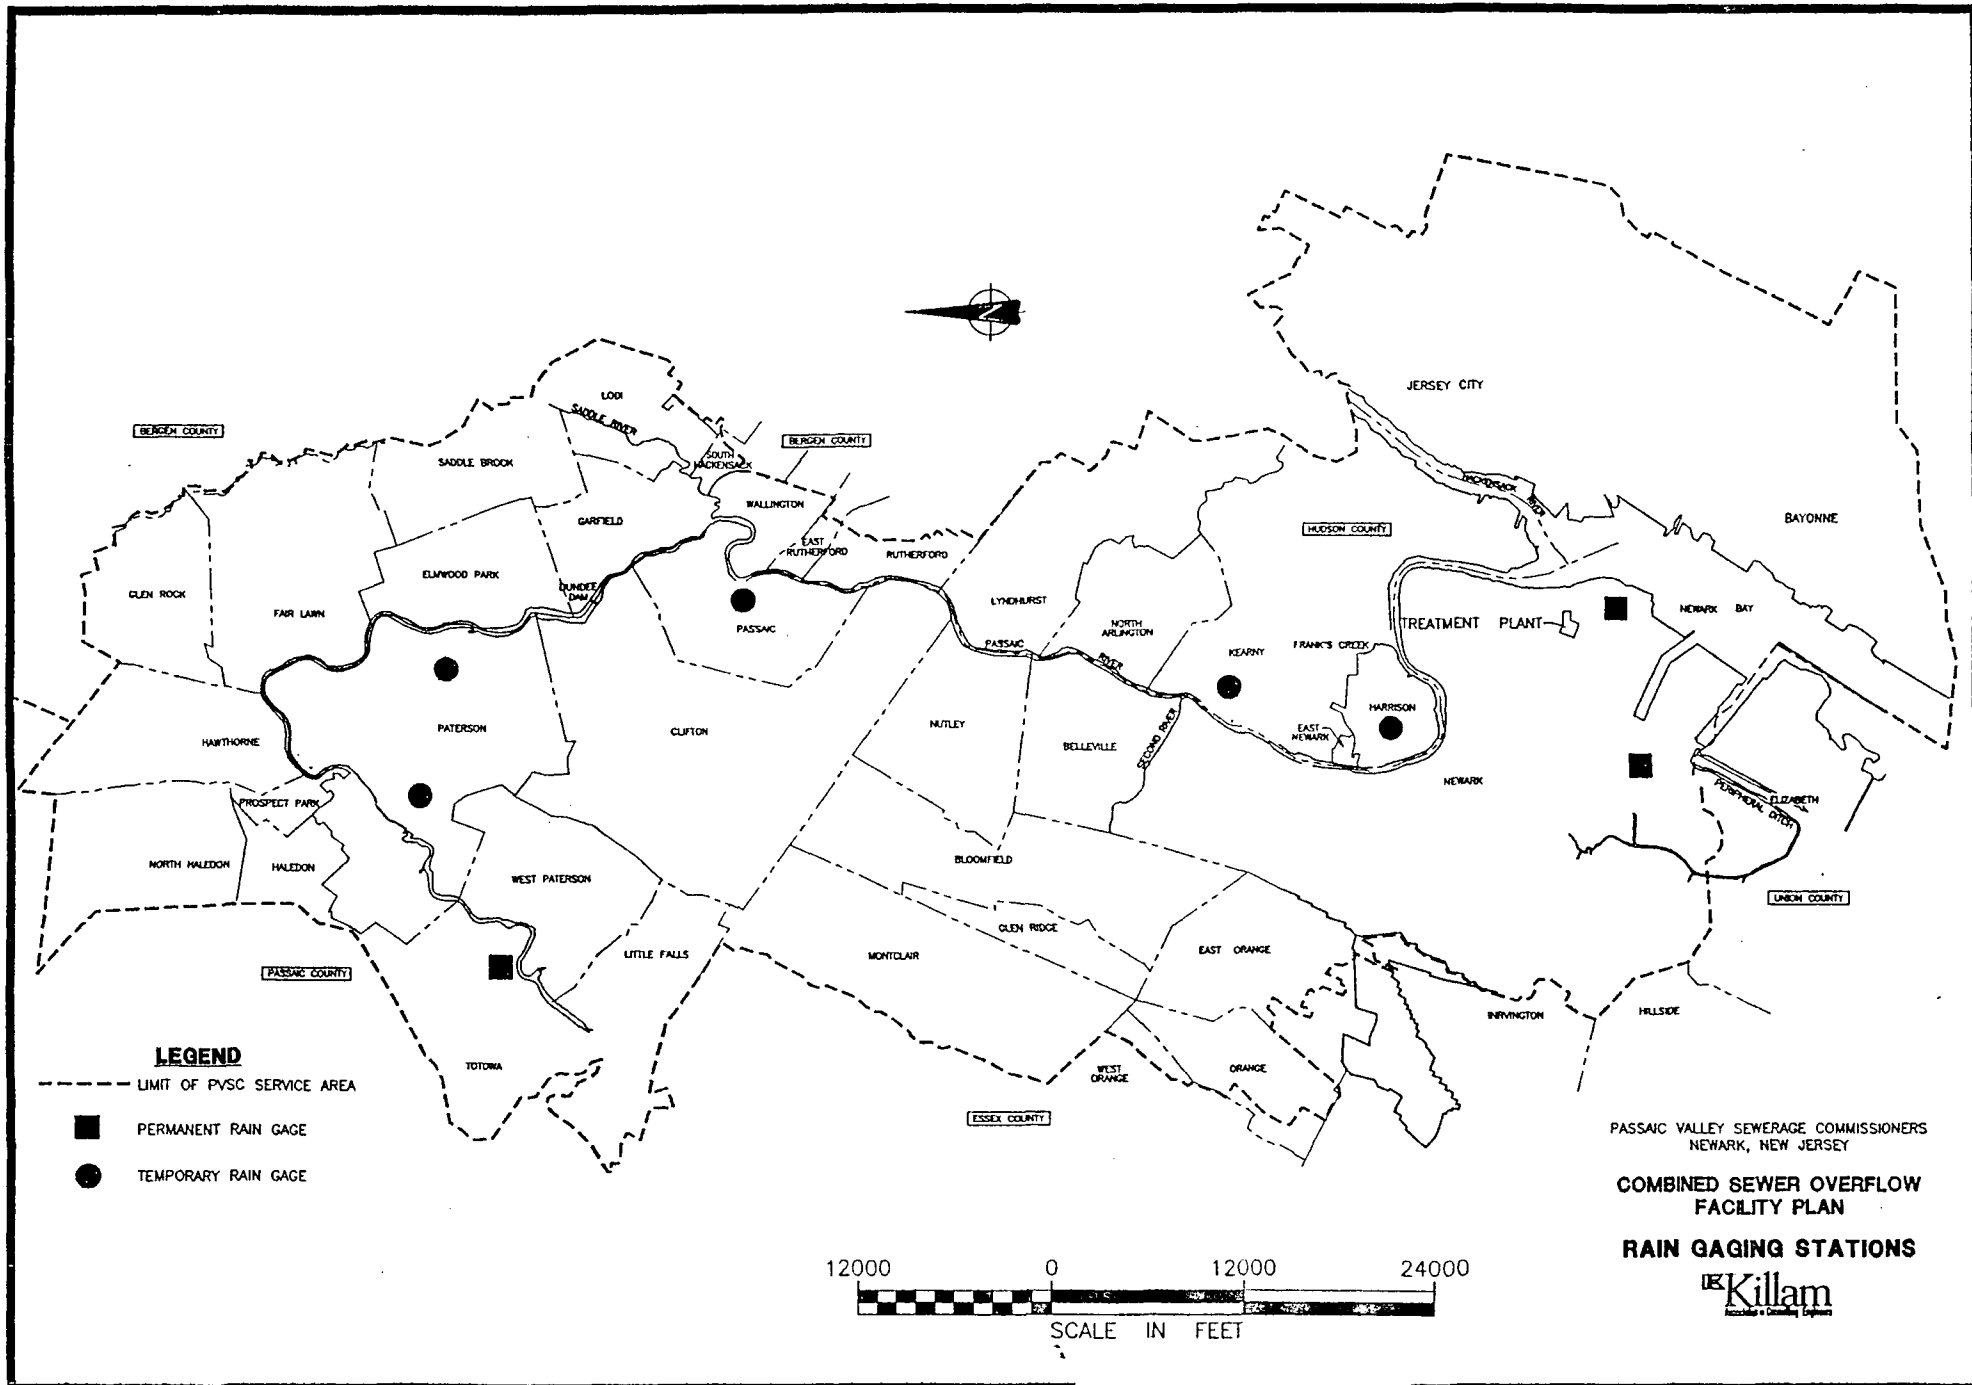 JERSEY CITY
LODI
SADDLE RIVER
BERGEN COUNTY
BERGEN COUNTY
SADDLE BROOK
SOUTH
HACKENSACK
HACKENSACK
RIVER
WALLINGTON
BAYONNE
GARFIELD
HUDSON COUNTY
EAST
RUTHERFORD
RUTHERFORD
ELMWOOD PARK
DUNDEE
DAM
GLEN ROCK
FAIR LAWN
LYNDHURST
NEWARK BAY
PASSAIC
NORTH
ARLINGTON
TREATMENT PLANT
PASSAIC
RIVER
KEARNY
FRANK'S CREEK
HARRISON
PATERSON
CLIFTON
NUTLEY
EAST
NEWARK
HAWTHORNE
BELLEVILLE
SECOND RIVER
NEWARK
PROSPECT PARK
ELIZABETH
PERIPHERAL DITCH
NORTH HALEDON
HALEDON
BLOOMFIELD
WEST PATERSON
UNION COUNTY
GLEN RIDGE
LITTLE FALLS
MONTCLAIR
EAST ORANGE
PASSAIC COUNTY
INRVINGTON
HILLSIDE
TOTOWA
WEST
ORANGE
ORANGE
ESSEX COUNTY
LEGEND
LIMIT OF PVSC SERVICE AREA
PERMANENT RAIN GAGE
TEMPORARY RAIN GAGE
PASSAIC VALLEY SEWERAGE COMMISSIONERS
NEWARK, NEW JERSEY
COMBINED SEWER OVERFLOW
FACILITY PLAN
RAIN GAGING STATIONS
Killam
Associates • Consulting Engineers
12000 0 12000 24000
SCALE IN FEET